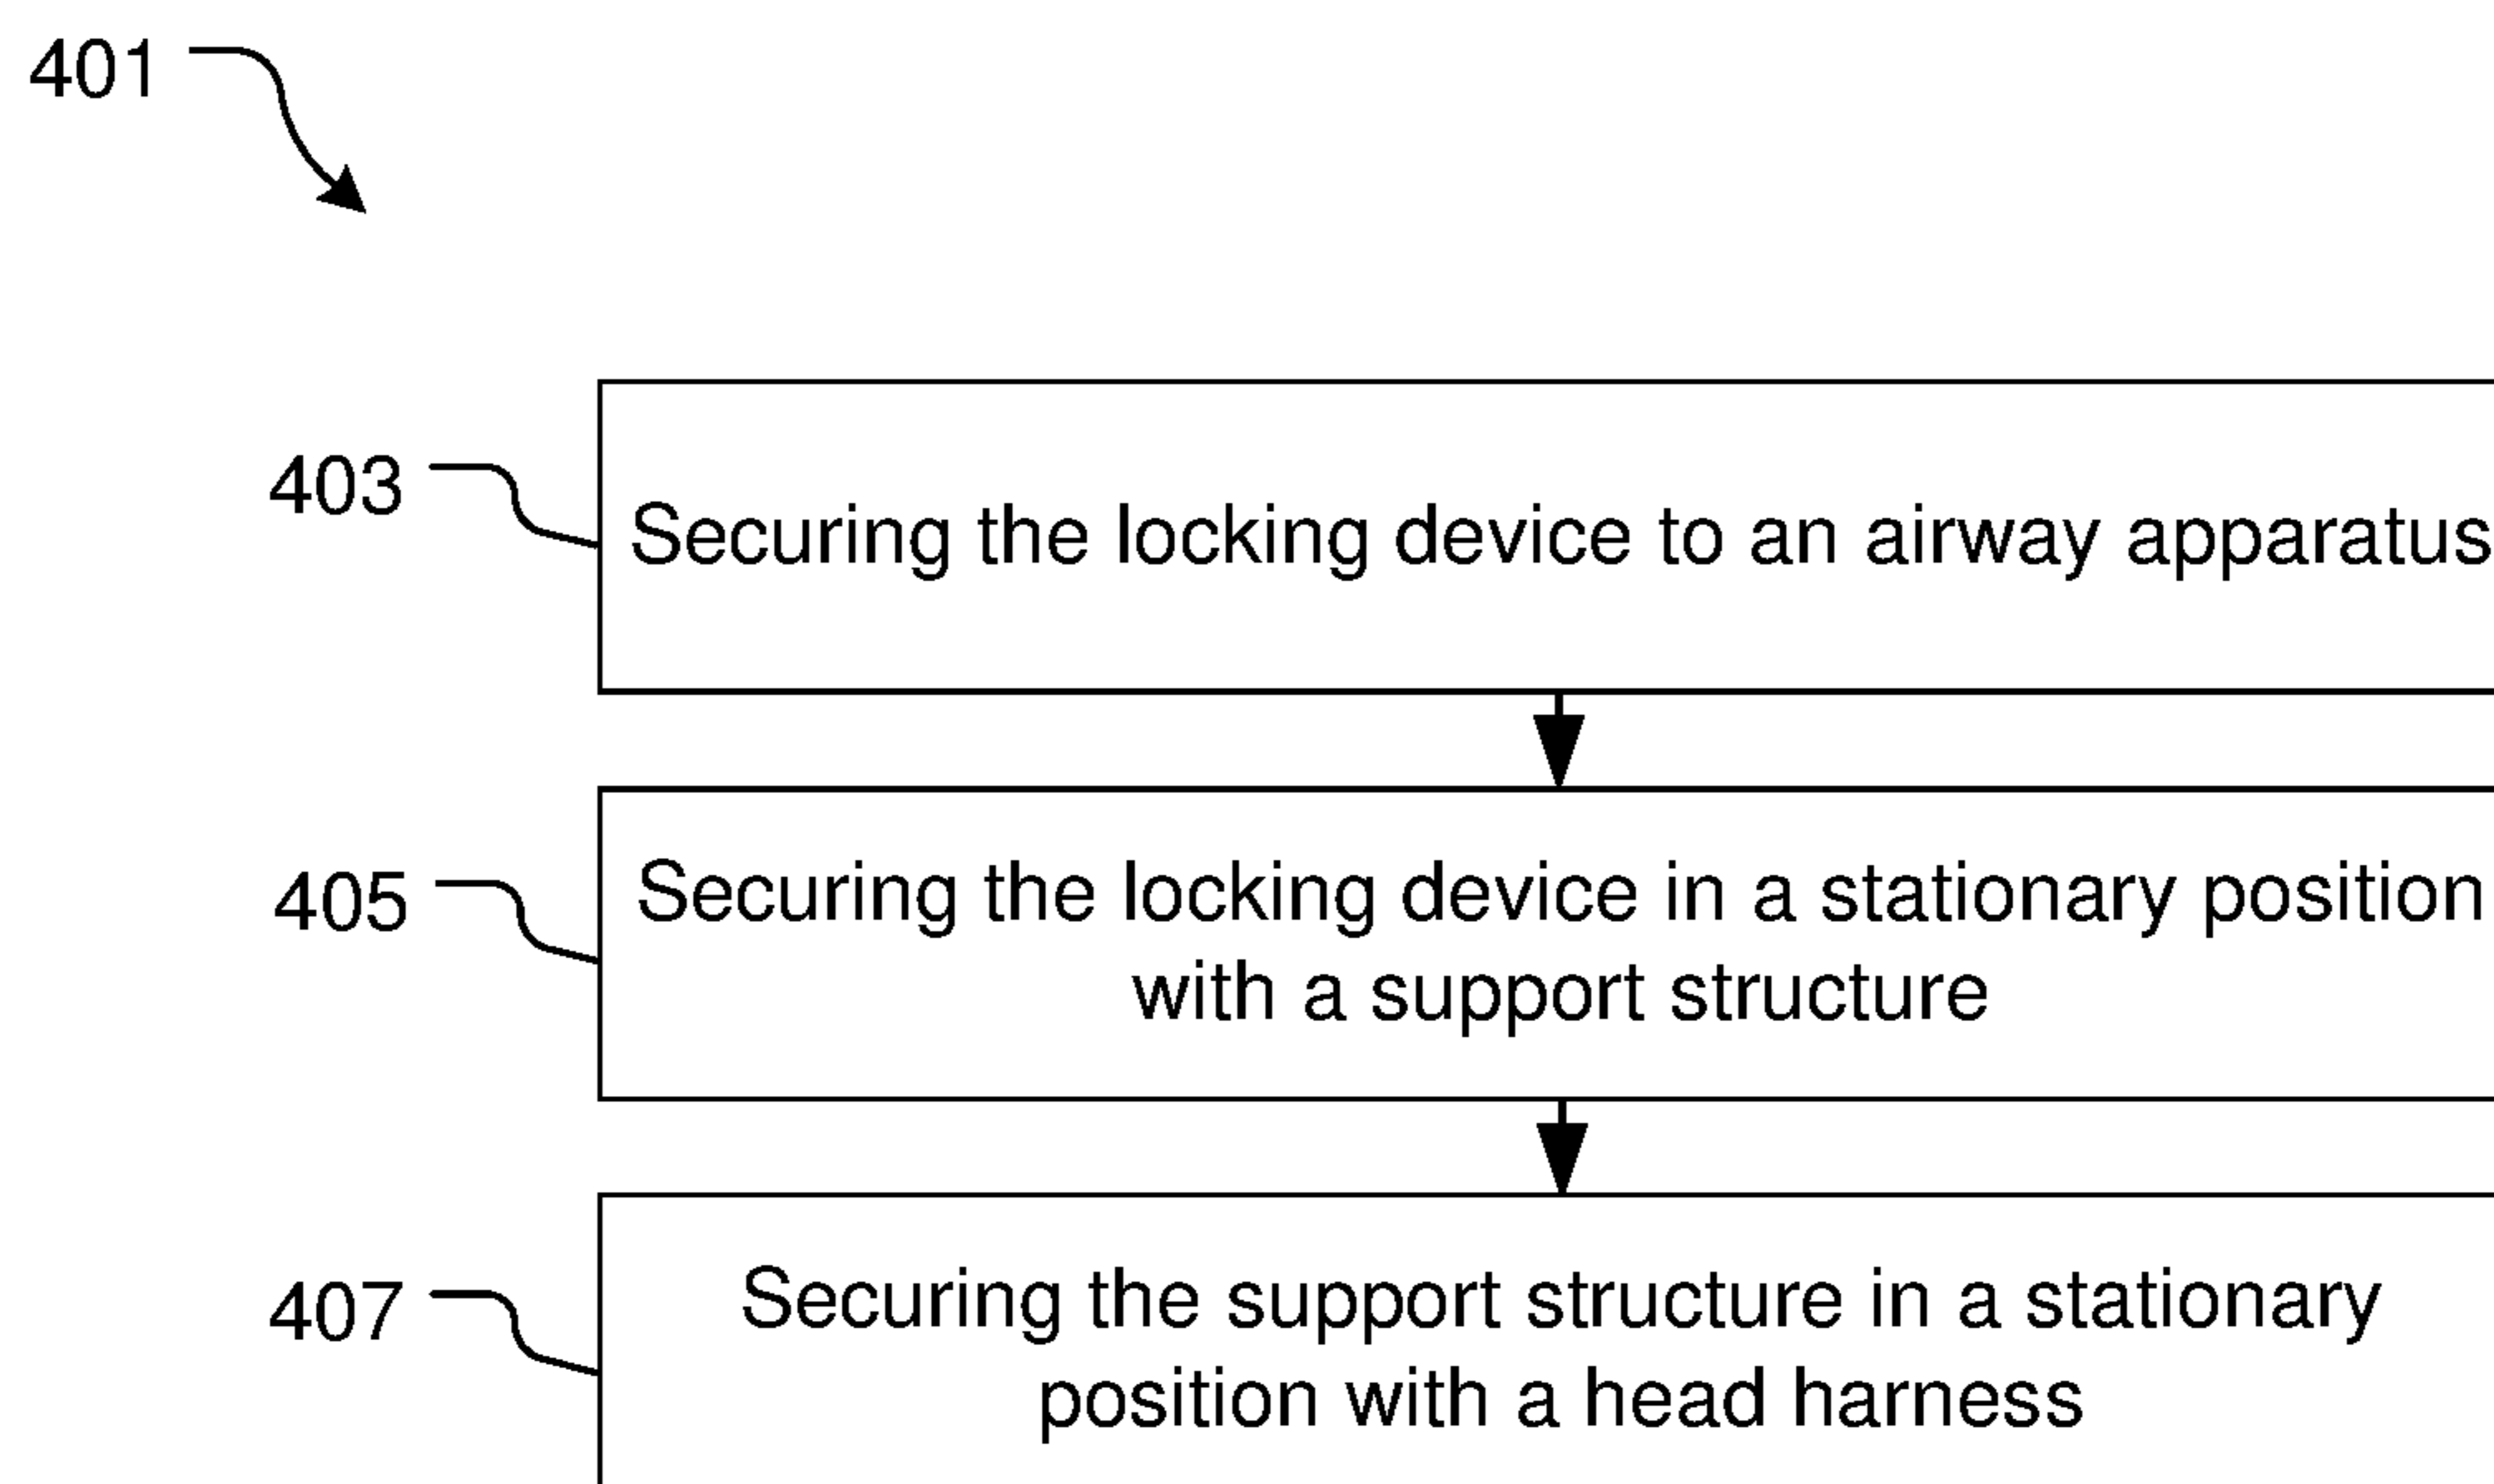 401
403
Securing the locking device to an airway apparatus
405
Securing the locking device in a stationary position
with a support structure
407
Securing the support structure in a stationary
position with a head harness